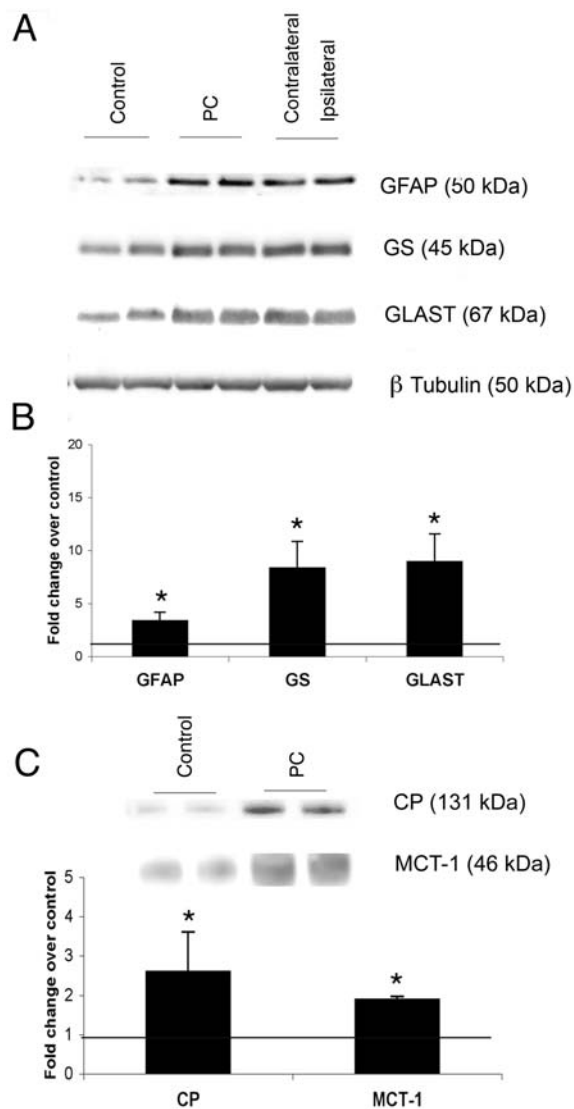 A
Control
PC
Contralateral
Ipsilateral
GFAP (50 kDa)
GS (45 kDa)
GLAST (67 kDa)
β Tubulin (50 kDa)
B
Fold change over control
20
15
10
5
0
* * *
GFAP GS GLAST
C
Control
PC
CP (131 kDa)
MCT-1 (46 kDa)
Fold change over control
5
4
3
2
1
0
* *
CP MCT-1